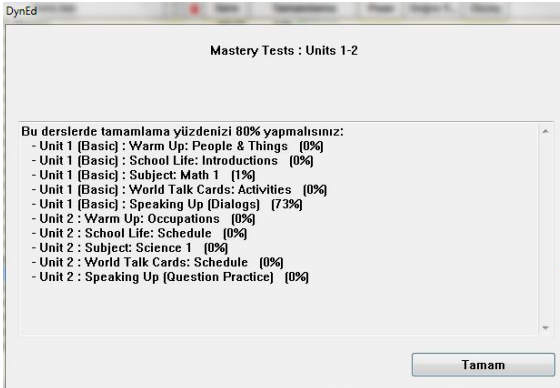 DynEd
Mastery Tests : Units 1-2
Bu derslerde tamamlama yüzdenizi 80% yapmalısınız:
- Unit 1 (Basic) : Warm Up: People & Things (0%)
- Unit 1 (Basic) : School Life: Introductions (0%)
- Unit 1 (Basic) : Subject: Math 1 (1%)
- Unit 1 (Basic) : World Talk Cards: Activities (0%)
- Unit 1 (Basic) : Speaking Up (Dialogs) (73%)
- Unit 2 : Warm Up: Occupations (0%)
- Unit 2 : School Life: Schedule (0%)
- Unit 2 : Subject: Science 1 (0%)
- Unit 2 : World Talk Cards: Schedule (0%)
- Unit 2 : Speaking Up (Question Practice) (0%)
Tamam